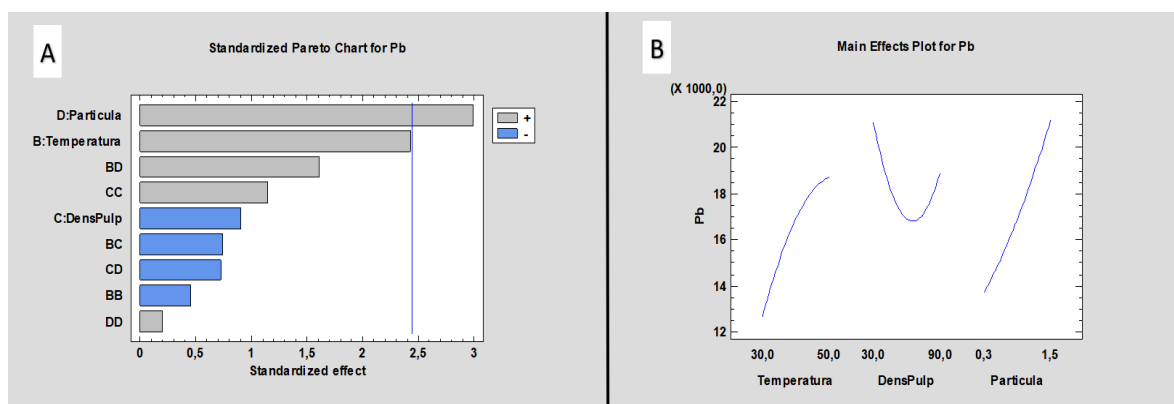 A
Standardized Pareto Chart for Pb
D:Particula
B:Temperatura
BD
CC
C:DensPulp
BC
CD
BB
DD
+
-
0 0,5 1 1,5 2 2,5 3
Standardized effect
B
Main Effects Plot for Pb
(X 1000,0)
22
20
18
16
14
12
Pb
30,0 50,0 30,0 90,0 0,3 1,5
Temperatura DensPulp Particula